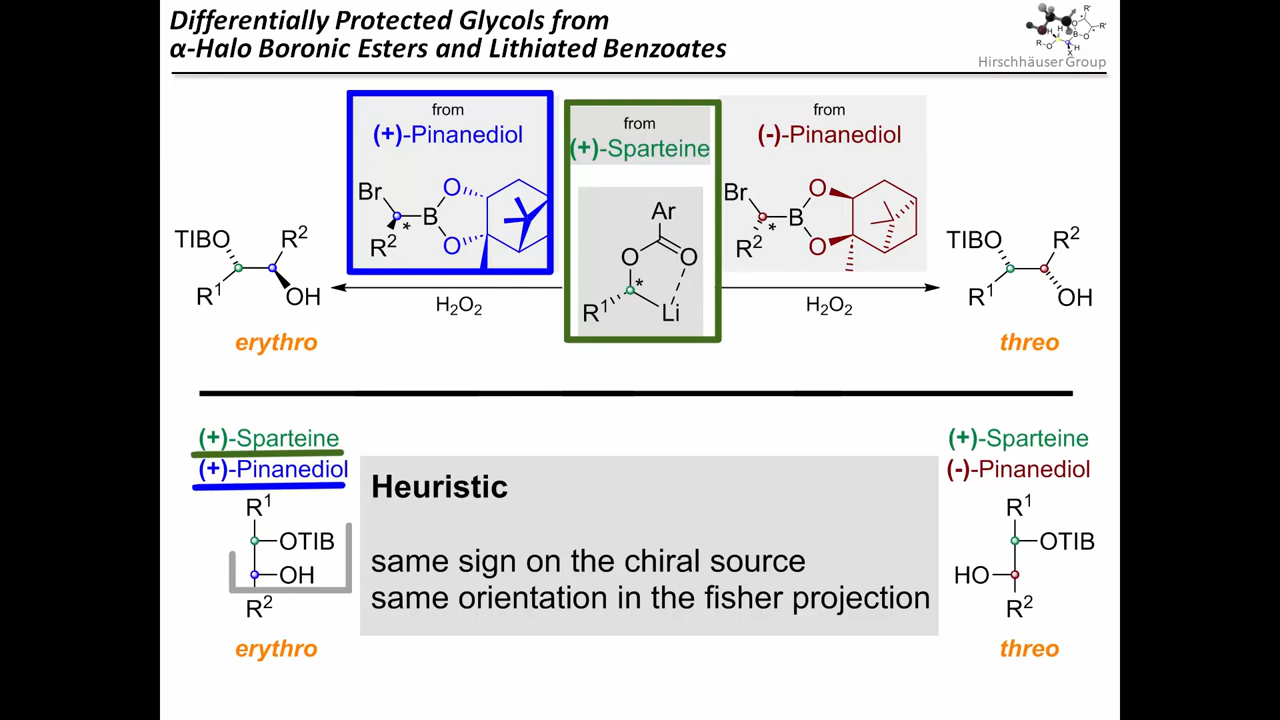 Differentially Protected Glycols from
α-Halo Boronic Esters and Lithiated Benzoates
R'
R'
O
B
O
H
H
R
O
H
X
Hirschhäuser Group
from
(+)-Pinanediol
Br
O
B
*
R2
O
from
(+)-Sparteine
Ar
O
O
*
R1
Li
from
(-)-Pinanediol
Br
O
B
*
R2
O
TIBO
R2
R1
OH
erythro
H2O2
H2O2
TIBO
R2
R1
OH
threo
(+)-Sparteine
(+)-Pinanediol
R1
OTIB
OH
R2
erythro
Heuristic
same sign on the chiral source
same orientation in the fisher projection
(+)-Sparteine
(-)-Pinanediol
R1
OTIB
HO
R2
threo